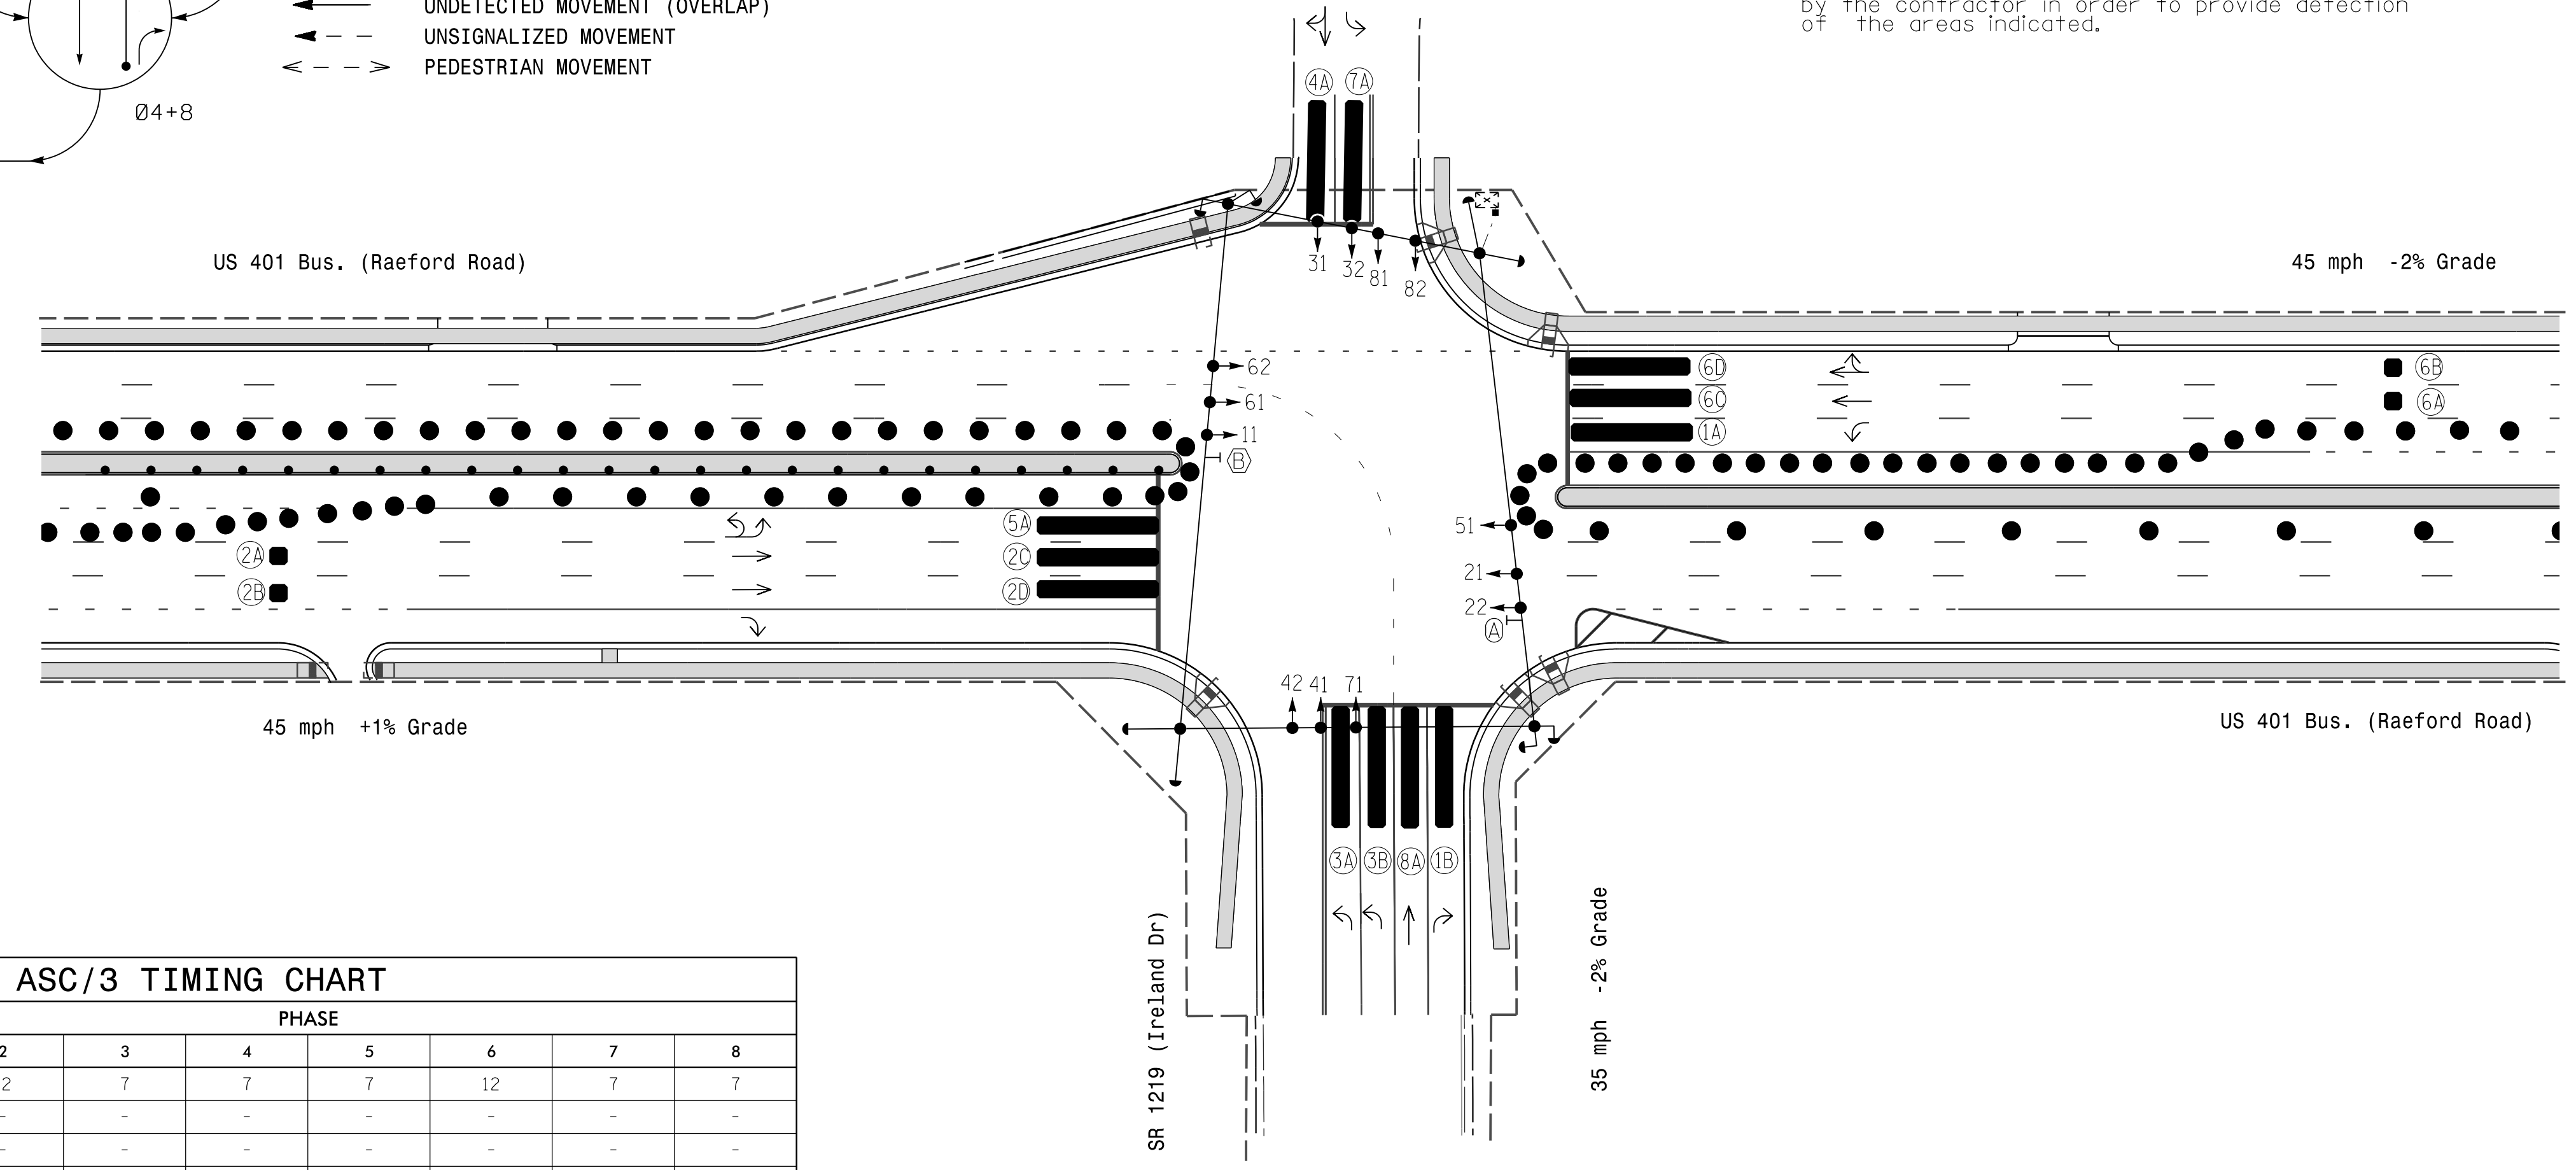 UNDETECTED MOVEMENT (OVERLAP)
UNSIGNALIZED MOVEMENT
PEDESTRIAN MOVEMENT
Ø4+8
by the contractor in order to provide detection
of the areas indicated.
4A 7A
US 401 Bus. (Raeford Road)
45 mph -2% Grade
31 32 81 82
62
61
11
B
6D
6C
1A
6B
6A
5A
2C
2D
2A
2B
51
21
22
A
42 41 71
45 mph +1% Grade
US 401 Bus. (Raeford Road)
3A 3B 8A 1B
SR 1219 (Ireland Dr)
35 mph -2% Grade
ASC/3 TIMING CHART
PHASE
2 3 4 5 6 7 8
2 7 7 7 12 7 7
- - - - - - -
- - - - - - -